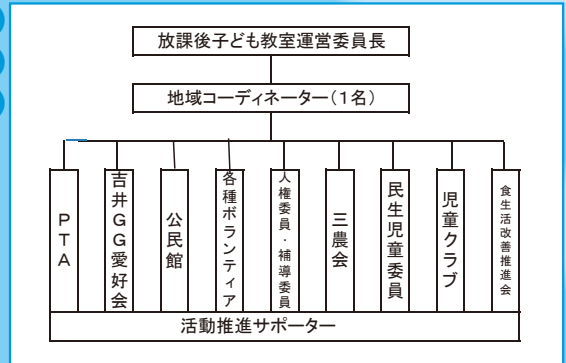 放課後子ども教室運営委員長
地域コーディネーター（１名）
ＰＴＡ
吉井ＧＧ愛好会
公民館
各種ボランティア
人権委員・補導委員
三農会
民生児童委員
児童クラブ
食生活改善推進会
活動推進サポーター